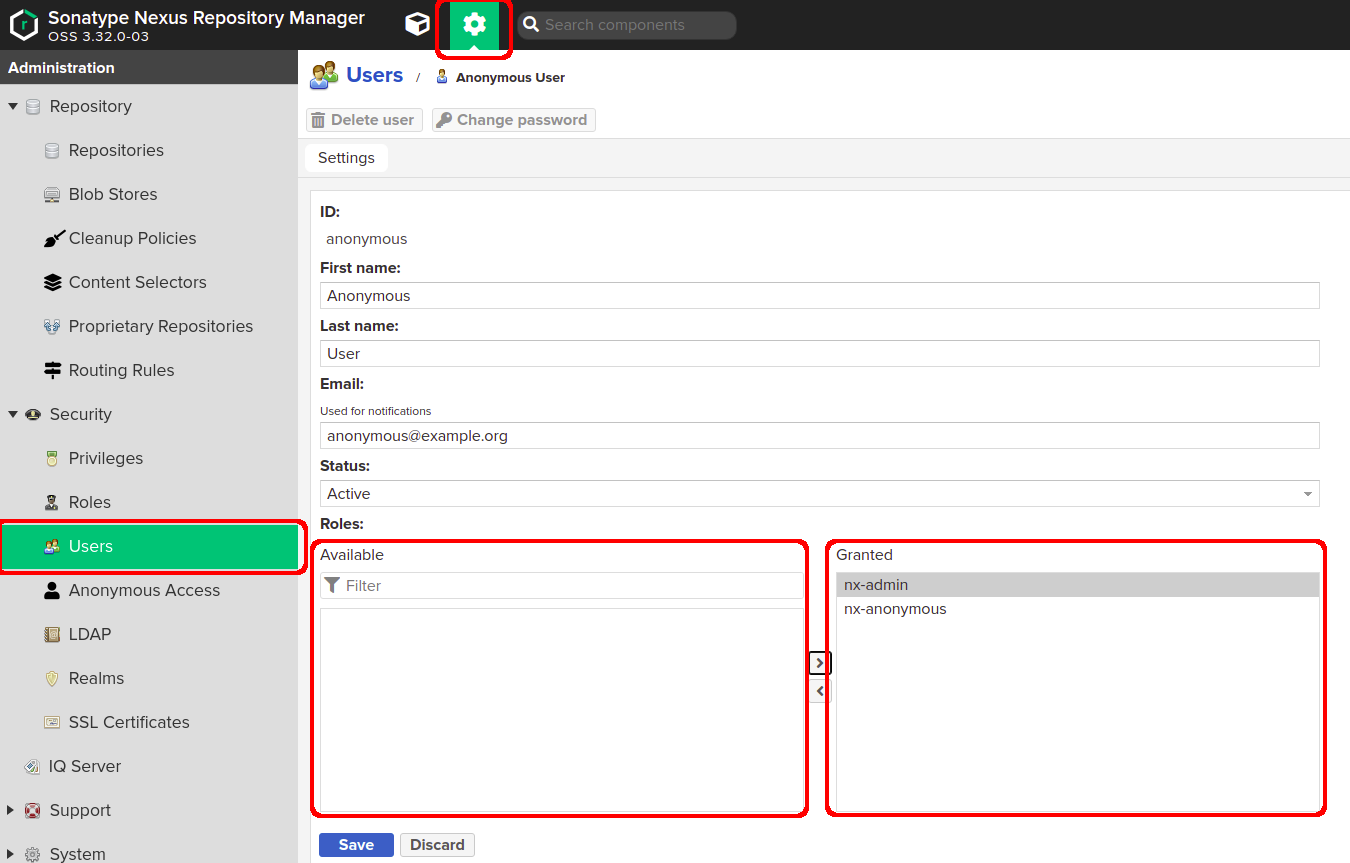 Sonatype Nexus Repository Manager
OSS 3.32.0-03
Search components
Administration
Repository
Repositories
Blob Stores
Cleanup Policies
Content Selectors
Proprietary Repositories
Routing Rules
Security
Privileges
Roles
Users
Anonymous Access
LDAP
Realms
SSL Certificates
IQ Server
Support
System
Users / Anonymous User
Delete user
Change password
Settings
ID:
anonymous
First name:
Anonymous
Last name:
User
Email:
Used for notifications
anonymous@example.org
Status:
Active
Roles:
Available
Filter
Granted
nx-admin
nx-anonymous
Save
Discard